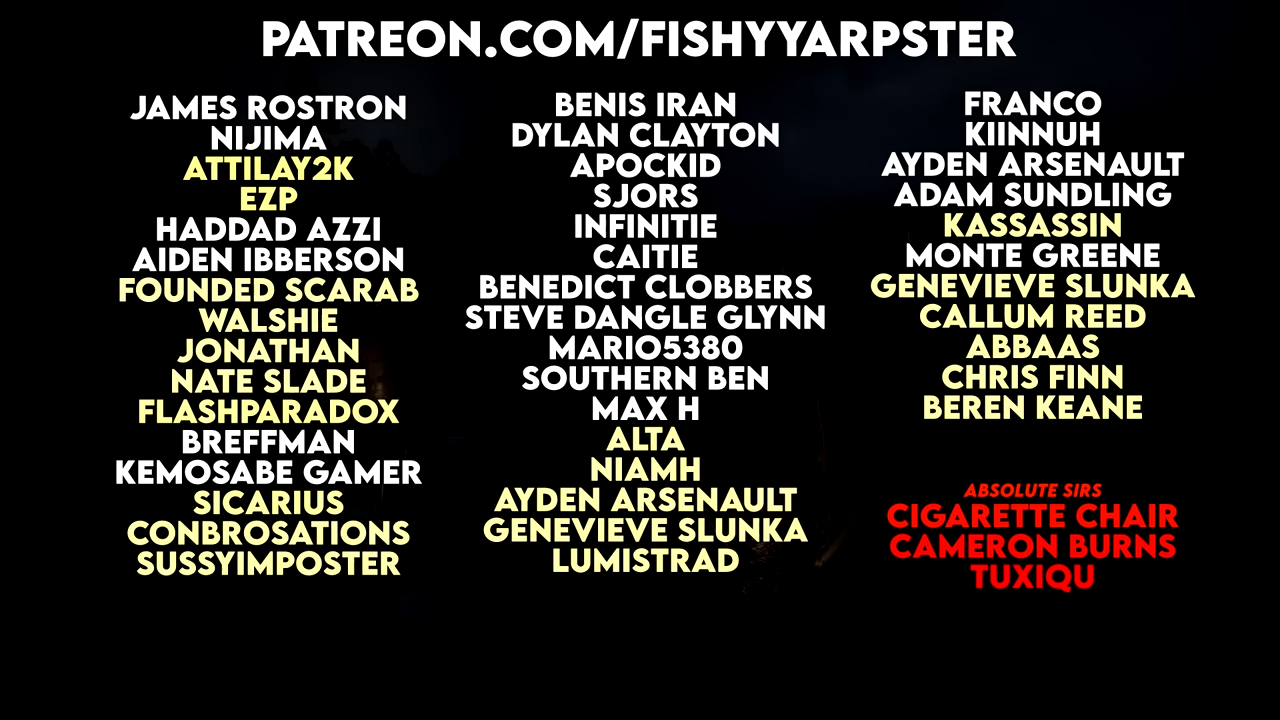 PATREON.COM/FISHYYARPSTER
JAMES ROSTRON
NIJIMA
ATTILAY2K
EZP
HADDAD AZZI
AIDEN IBBERSON
FOUNDED SCARAB
WALSHIE
JONATHAN
NATE SLADE
FLASHPARADOX
BREFFMAN
KEMOSABE GAMER
SICARIUS
CONBROSATIONS
SUSSYIMPOSTER
BENIS IRAN
DYLAN CLAYTON
APOCKID
SJORS
INFINITIE
CAITIE
BENEDICT CLOBBERS
STEVE DANGLE GLYNN
MARIO5380
SOUTHERN BEN
MAX H
ALTA
NIAMH
AYDEN ARSENAULT
GENEVIEVE SLUNKA
LUMISTRAD
FRANCO
KIINNUH
AYDEN ARSENAULT
ADAM SUNDLING
KASSASSIN
MONTE GREENE
GENEVIEVE SLUNKA
CALLUM REED
ABBAAS
CHRIS FINN
BEREN KEANE
ABSOLUTE SIRS
CIGARETTE CHAIR
CAMERON BURNS
TUXIQU